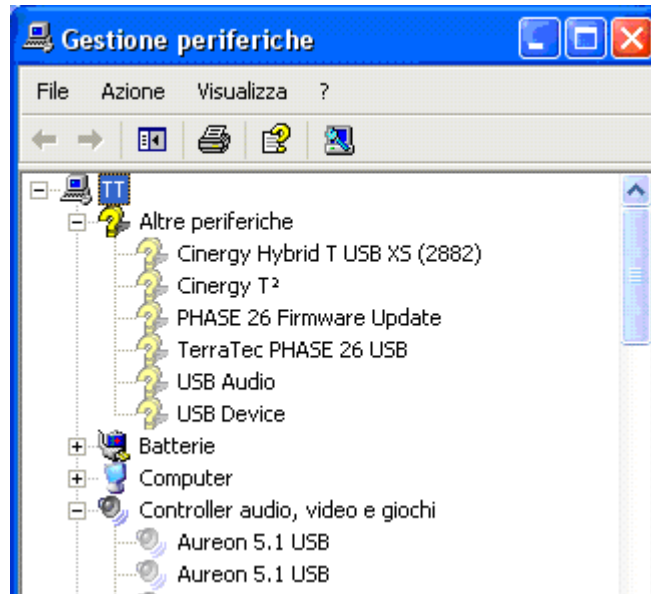 Gestione periferiche
File Azione Visualizza ?
TT
Altre periferiche
Cinergy Hybrid T USB XS (2882)
Cinergy T²
PHASE 26 Firmware Update
TerraTec PHASE 26 USB
USB Audio
USB Device
Batterie
Computer
Controller audio, video e giochi
Aureon 5.1 USB
Aureon 5.1 USB